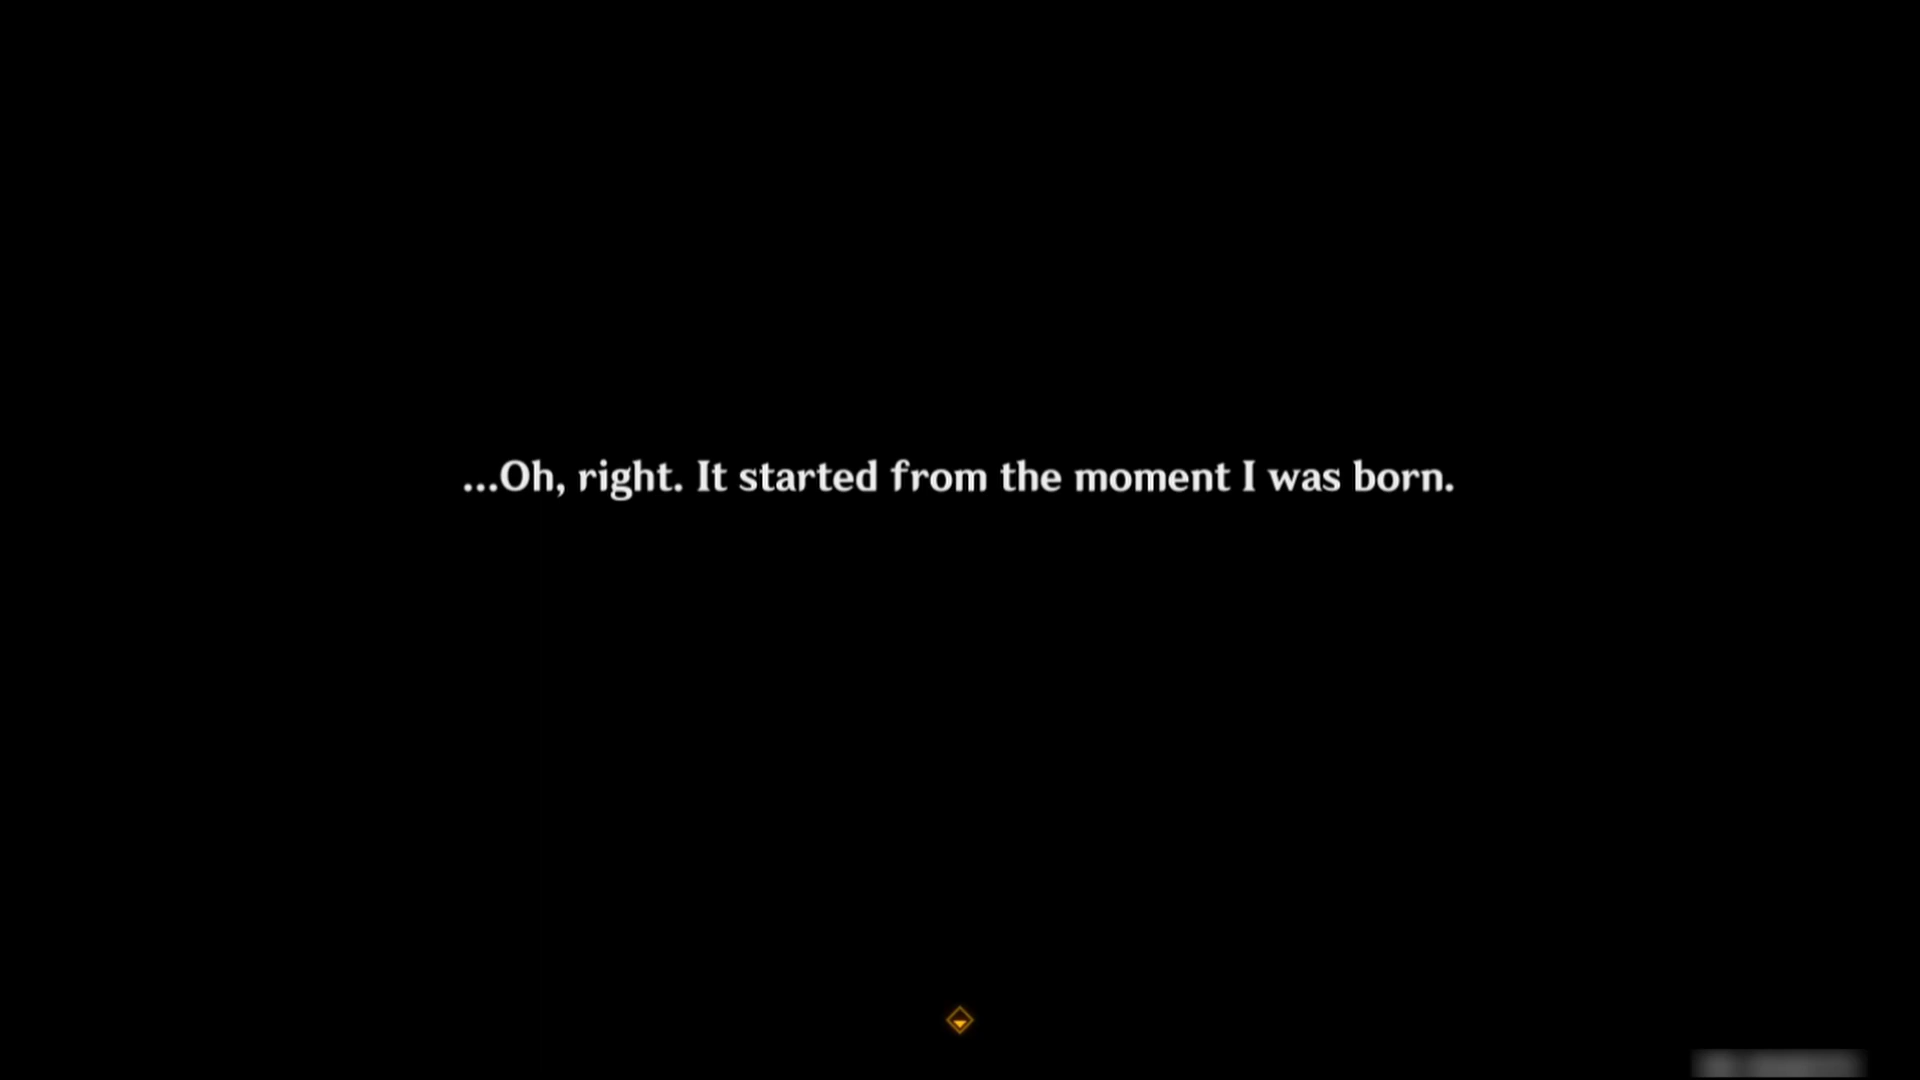 ...Oh, right. It started from the moment I was born.